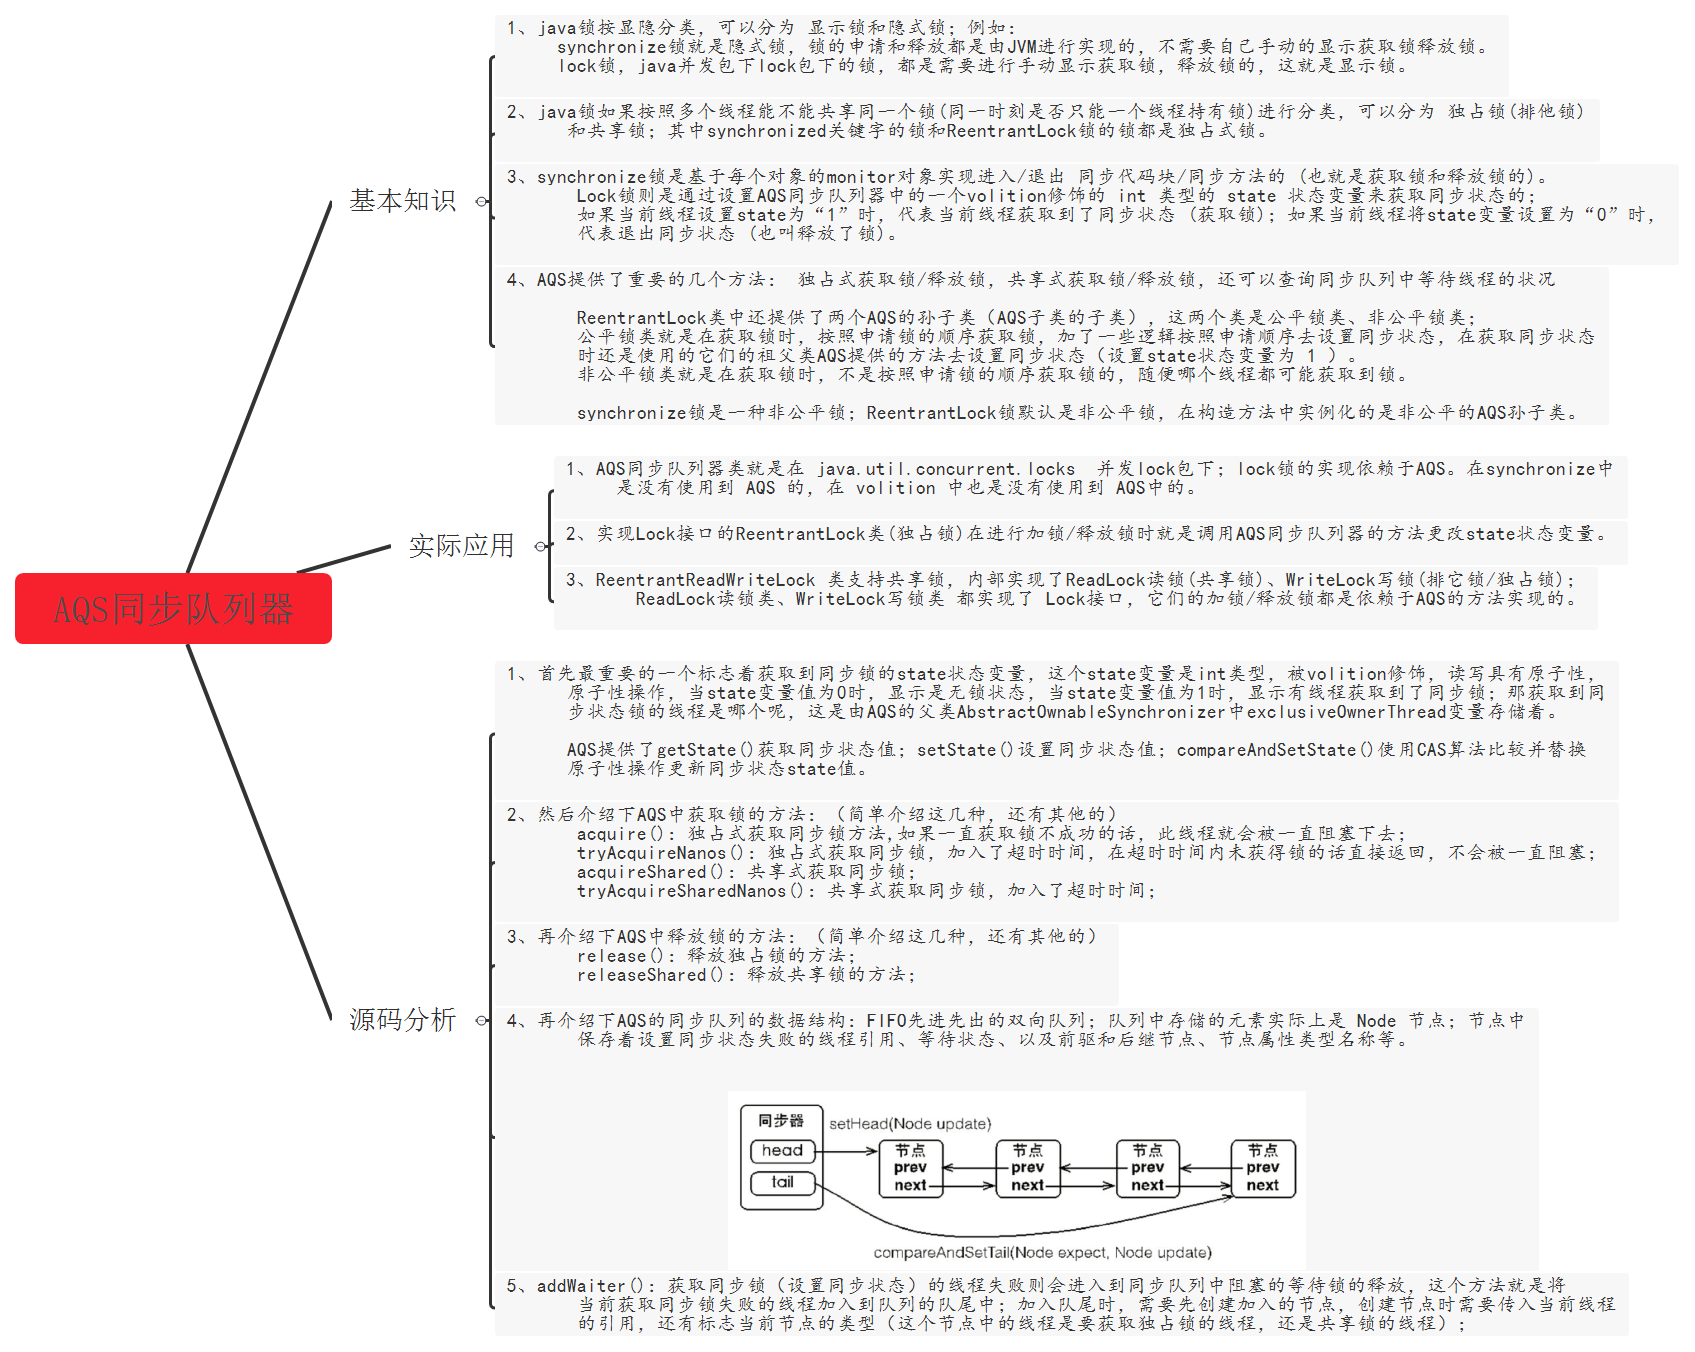 AQS同步队列器
基本知识
1、java锁按显隐分类，可以分为 显示锁和隐式锁；例如：
synchronize锁就是隐式锁，锁的申请和释放都是由JVM进行实现的，不需要自己手动的显示获取锁释放锁。
lock锁，java并发包下lock包下的锁，都是需要进行手动显示获取锁，释放锁的，这就是显示锁。
2、java锁如果按照多个线程能不能共享同一个锁(同一时刻是否只能一个线程持有锁)进行分类，可以分为 独占锁(排他锁)
和共享锁；其中synchronized关键字的锁和ReentrantLock锁的锁都是独占式锁。
3、synchronize锁是基于每个对象的monitor对象实现进入/退出 同步代码块/同步方法的 (也就是获取锁和释放锁的)。
Lock锁则是通过设置AQS同步队列器中的一个volition修饰的 int 类型的 state 状态变量来获取同步状态的；
如果当前线程设置state为“1”时，代表当前线程获取到了同步状态 (获取锁)；如果当前线程将state变量设置为“0”时，
代表退出同步状态 (也叫释放了锁)。
4、AQS提供了重要的几个方法： 独占式获取锁/释放锁，共享式获取锁/释放锁，还可以查询同步队列中等待线程的状况
ReentrantLock类中还提供了两个AQS的孙子类（AQS子类的子类），这两个类是公平锁类、非公平锁类；
公平锁类就是在获取锁时，按照申请锁的顺序获取锁，加了一些逻辑按照申请顺序去设置同步状态，在获取同步状态
时还是使用的它们的祖父类AQS提供的方法去设置同步状态（设置state状态变量为 1 ）。
非公平锁类就是在获取锁时，不是按照申请锁的顺序获取锁的，随便哪个线程都可能获取到锁。
synchronize锁是一种非公平锁；ReentrantLock锁默认是非公平锁，在构造方法中实例化的是非公平的AQS孙子类。
实际应用
1、AQS同步队列器类就是在 java.util.concurrent.locks  并发lock包下；lock锁的实现依赖于AQS。在synchronize中
是没有使用到 AQS 的，在 volition 中也是没有使用到 AQS中的。
2、实现Lock接口的ReentrantLock类(独占锁)在进行加锁/释放锁时就是调用AQS同步队列器的方法更改state状态变量。
3、ReentrantReadWriteLock 类支持共享锁，内部实现了ReadLock读锁(共享锁)、WriteLock写锁(排它锁/独占锁)；
ReadLock读锁类、WriteLock写锁类 都实现了 Lock接口，它们的加锁/释放锁都是依赖于AQS的方法实现的。
源码分析
1、首先最重要的一个标志着获取到同步锁的state状态变量，这个state变量是int类型，被volition修饰，读写具有原子性，
原子性操作，当state变量值为0时，显示是无锁状态，当state变量值为1时，显示有线程获取到了同步锁；那获取到同
步状态锁的线程是哪个呢，这是由AQS的父类AbstractOwnableSynchronizer中exclusiveOwnerThread变量存储着。
AQS提供了getState()获取同步状态值；setState()设置同步状态值；compareAndSetState()使用CAS算法比较并替换
原子性操作更新同步状态state值。
2、然后介绍下AQS中获取锁的方法：（简单介绍这几种，还有其他的）
acquire()：独占式获取同步锁方法,如果一直获取锁不成功的话，此线程就会被一直阻塞下去；
tryAcquireNanos()：独占式获取同步锁，加入了超时时间，在超时时间内未获得锁的话直接返回，不会被一直阻塞；
acquireShared()：共享式获取同步锁；
tryAcquireSharedNanos()：共享式获取同步锁，加入了超时时间；
3、再介绍下AQS中释放锁的方法：（简单介绍这几种，还有其他的）
release()：释放独占锁的方法；
releaseShared()：释放共享锁的方法；
4、再介绍下AQS的同步队列的数据结构：FIFO先进先出的双向队列；队列中存储的元素实际上是 Node 节点；节点中
保存着设置同步状态失败的线程引用、等待状态、以及前驱和后继节点、节点属性类型名称等。
同步器
head
tail
setHead(Node update)
节点
prev
next
节点
prev
next
节点
prev
next
节点
prev
next
compareAndSetTail(Node expect, Node update)
5、addWaiter()：获取同步锁（设置同步状态）的线程失败则会进入到同步队列中阻塞的等待锁的释放，这个方法就是将
当前获取同步锁失败的线程加入到队列的队尾中；加入队尾时，需要先创建加入的节点，创建节点时需要传入当前线程
的引用，还有标志当前节点的类型（这个节点中的线程是要获取独占锁的线程，还是共享锁的线程）；